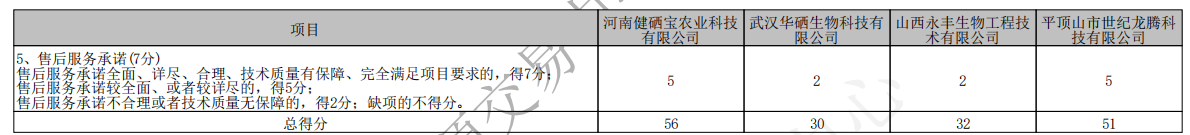 项目
河南健硒宝农业科技有限公司
武汉华硒生物科技有限公司
山西永丰生物工程技术有限公司
平顶山市世纪龙腾科技有限公司
5、售后服务承诺(7分)
售后服务承诺全面、详尽、合理、技术质量有保障、完全满足项目要求的，得7分；
售后服务承诺较全面、或者较详尽的，得5分；
售后服务承诺不合理或者技术质量无保障的，得2分；缺项的不得分。
5
2
2
5
总得分
56
30
32
51
交易
中心